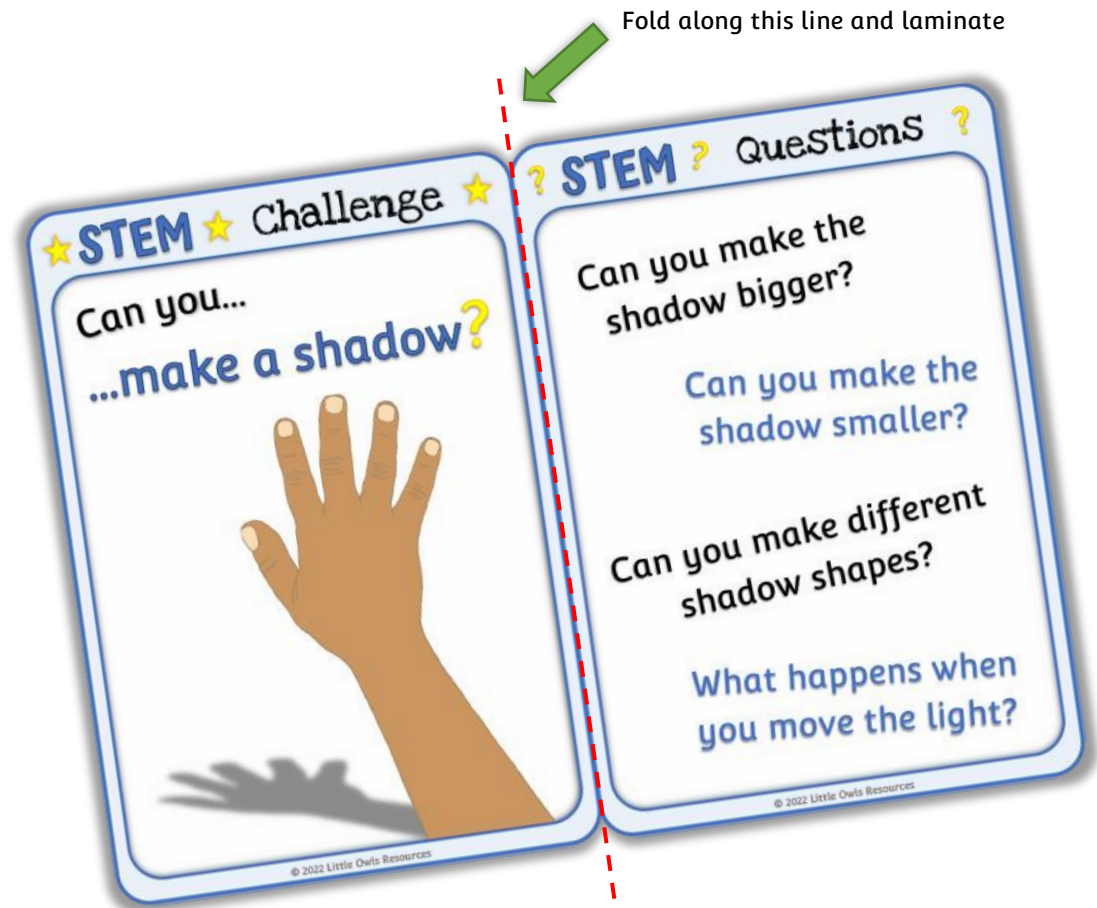 Fold along this line and laminate
STEM Challenge
Can you...
...make a shadow?
© 2022 Little Owls Resources
? STEM ? Questions ?
Can you make the
shadow bigger?
Can you make the
shadow smaller?
Can you make different
shadow shapes?
What happens when
you move the light?
© 2022 Little Owls Resources